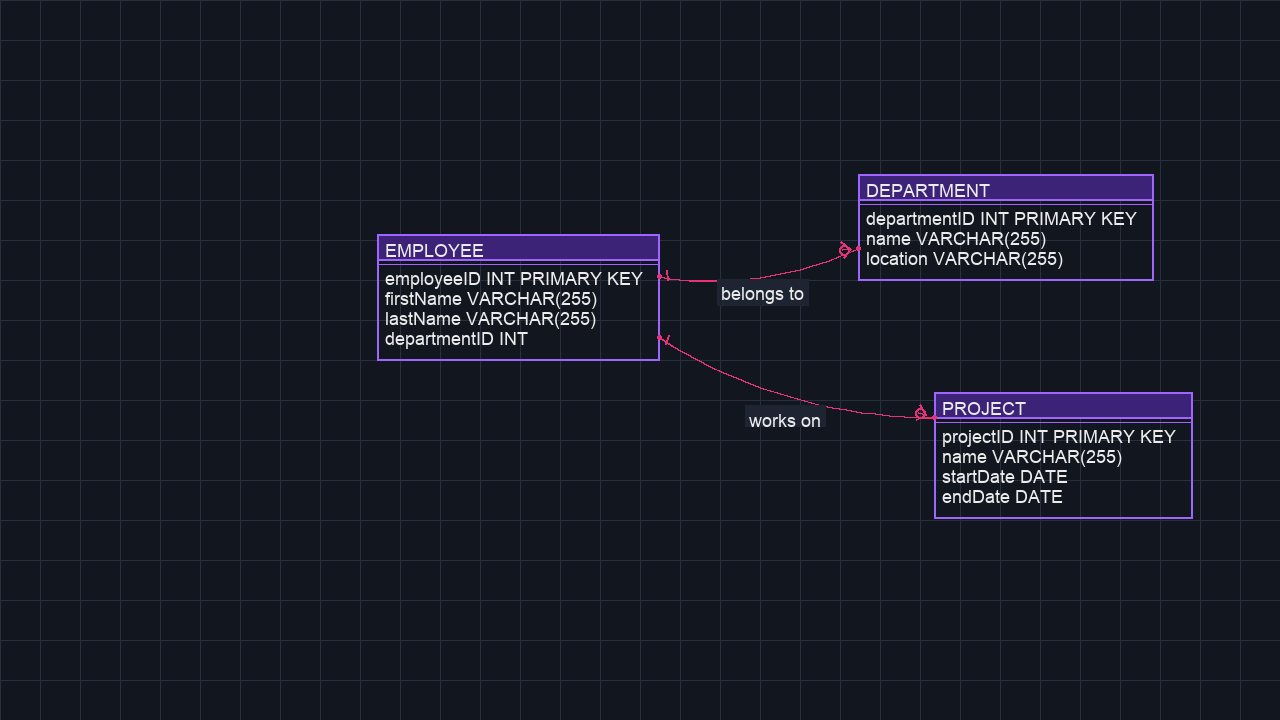 DEPARTMENT
departmentID INT PRIMARY KEY
name VARCHAR(255)
location VARCHAR(255)
EMPLOYEE
employeeID INT PRIMARY KEY
firstName VARCHAR(255)
lastName VARCHAR(255)
departmentID INT
belongs to
works on
PROJECT
projectID INT PRIMARY KEY
name VARCHAR(255)
startDate DATE
endDate DATE